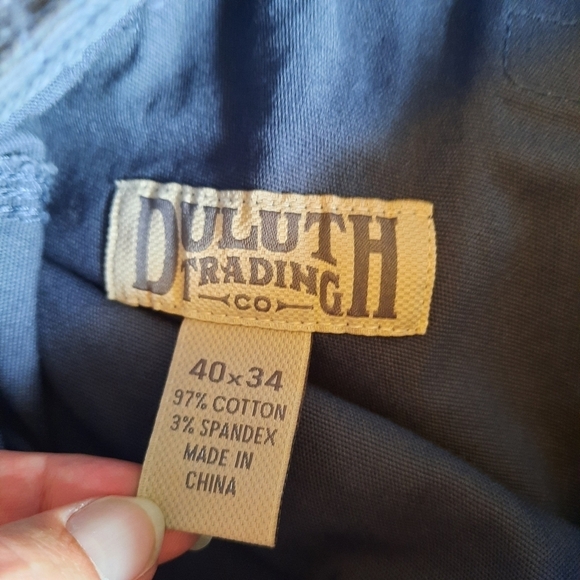 DULUTH
TRADING
CO
40x34
97% COTTON
3% SPANDEX
MADE IN
CHINA